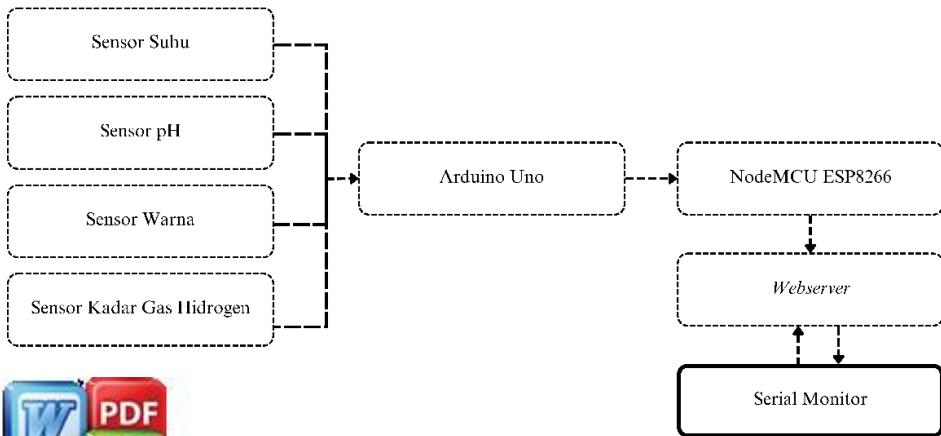 Sensor Suhu
Sensor pH
Sensor Warna
Sensor Kadar Gas Hidrogen
Arduino Uno
NodeMCU ESP8266
Webserver
Serial Monitor
W
PDF